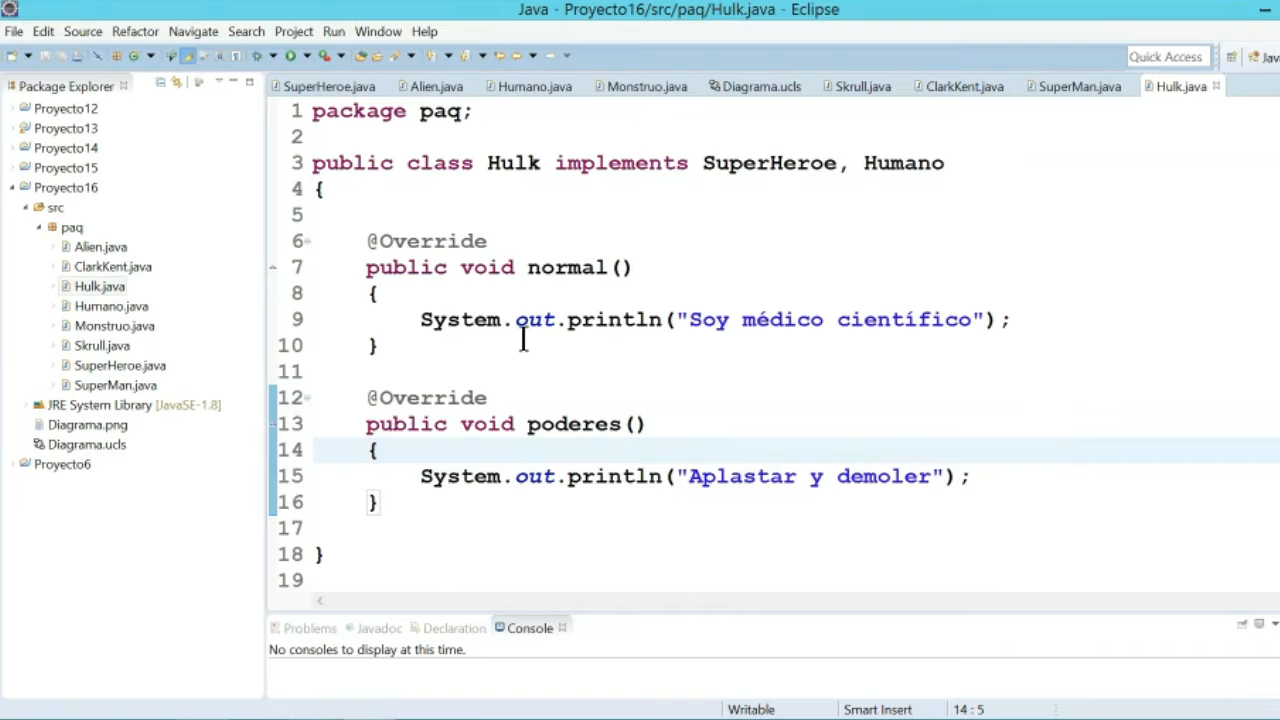 Java - Proyecto16/src/paq/Hulk.java - Eclipse
File Edit Source Refactor Navigate Search Project Run Window Help
Quick Access
Package Explorer
SuperHeroe.java Alien.java Humano.java Monstruo.java Diagrama.ucls Skrull.java ClarkKent.java SuperMan.java Hulk.java
Proyecto12
Proyecto13
Proyecto14
Proyecto15
Proyecto16
src
paq
Alien.java
ClarkKent.java
Hulk.java
Humano.java
Monstruo.java
Skrull.java
SuperHeroe.java
SuperMan.java
JRE System Library [JavaSE-1.8]
Diagrama.png
Diagrama.ucls
Proyecto6
1 package paq;
2
3 public class Hulk implements SuperHeroe, Humano
4 {
5
6 @Override
7 public void normal()
8 {
9 System.out.println("Soy médico científico");
10 }
11
12 @Override
13 public void poderes()
14 {
15 System.out.println("Aplastar y demoler");
16 }
17
18 }
19
Problems Javadoc Declaration Console
No consoles to display at this time.
Writable Smart Insert 14 : 5